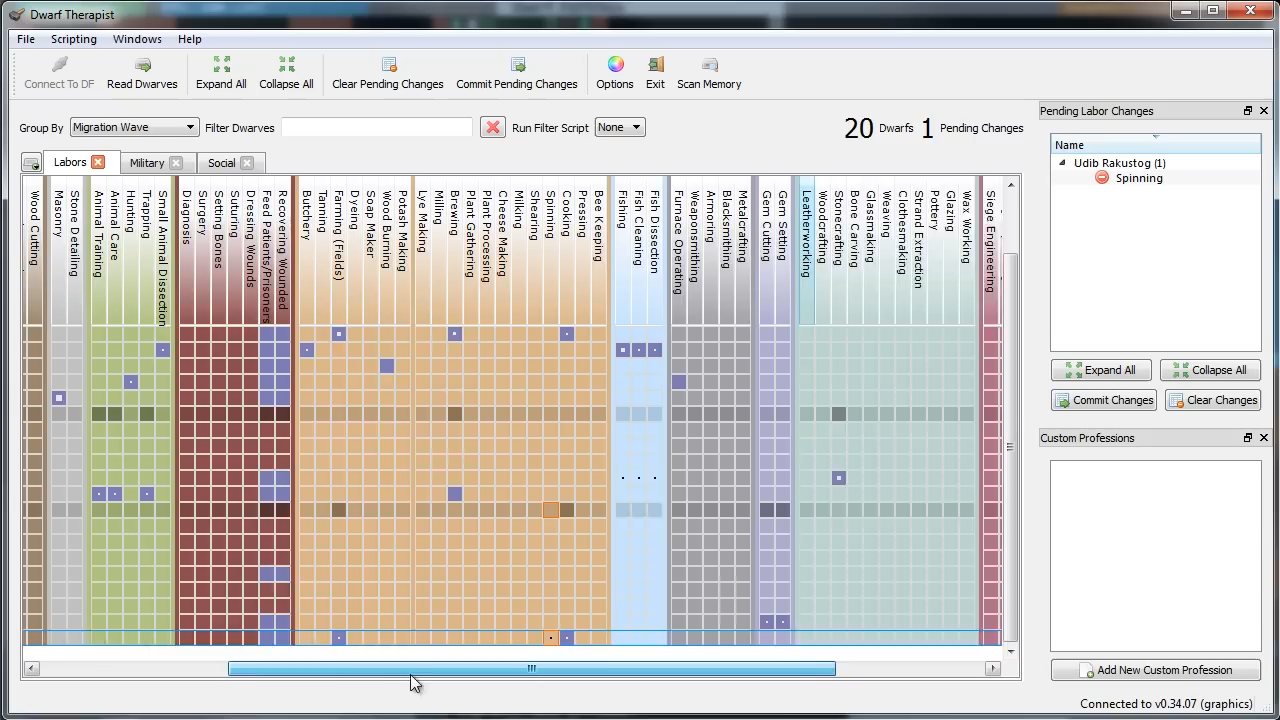 Dwarf Therapist
File Scripting Windows Help
Connect To DF Read Dwarves Expand All Collapse All Clear Pending Changes Commit Pending Changes Options Exit Scan Memory
Group By Migration Wave Filter Dwarves Run Filter Script None 20 Dwarfs 1 Pending Changes
Labors Military Social
Wood Cutting
Masonry
Stone Detailing
Animal Training
Animal Care
Hunting
Trapping
Small Animal Dissection
Diagnosis
Surgery
Setting Bones
Suturing
Dressing Wounds
Feed Patients/Prisoners
Recovering Wounded
Butchery
Tanning
Farming (Fields)
Dyeing
Soap Maker
Wood Burning
Potash Making
Lye Making
Milling
Brewing
Plant Gathering
Plant Processing
Cheese Making
Milking
Shearing
Spinning
Cooking
Pressing
Bee Keeping
Fishing
Fish Cleaning
Fish Dissection
Furnace Operating
Weaponsmithing
Armoring
Blacksmithing
Metalcrafting
Gem Cutting
Gem Setting
Leatherworking
Woodcrafting
Stonecrafting
Bone Carving
Glassmaking
Weaving
Clothesmaking
Strand Extraction
Pottery
Glazing
Wax Working
Siege Engineering
Pending Labor Changes
Name
Udib Rakustog (1)
Spinning
Expand All Collapse All
Commit Changes Clear Changes
Custom Professions
Add New Custom Profession
Connected to v0.34.07 (graphics)